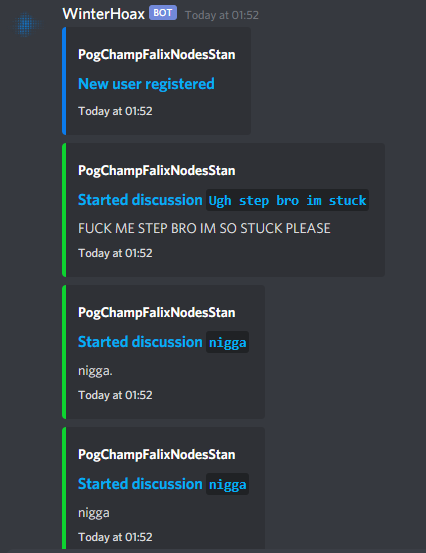 WinterHoax BOT Today at 01:52
PogChampFalixNodesStan
New user registered
Today at 01:52
PogChampFalixNodesStan
Started discussion Ugh step bro im stuck
FUCK ME STEP BRO IM SO STUCK PLEASE
Today at 01:52
PogChampFalixNodesStan
Started discussion nigga
nigga.
Today at 01:52
PogChampFalixNodesStan
Started discussion nigga
nigga
Today at 01:52